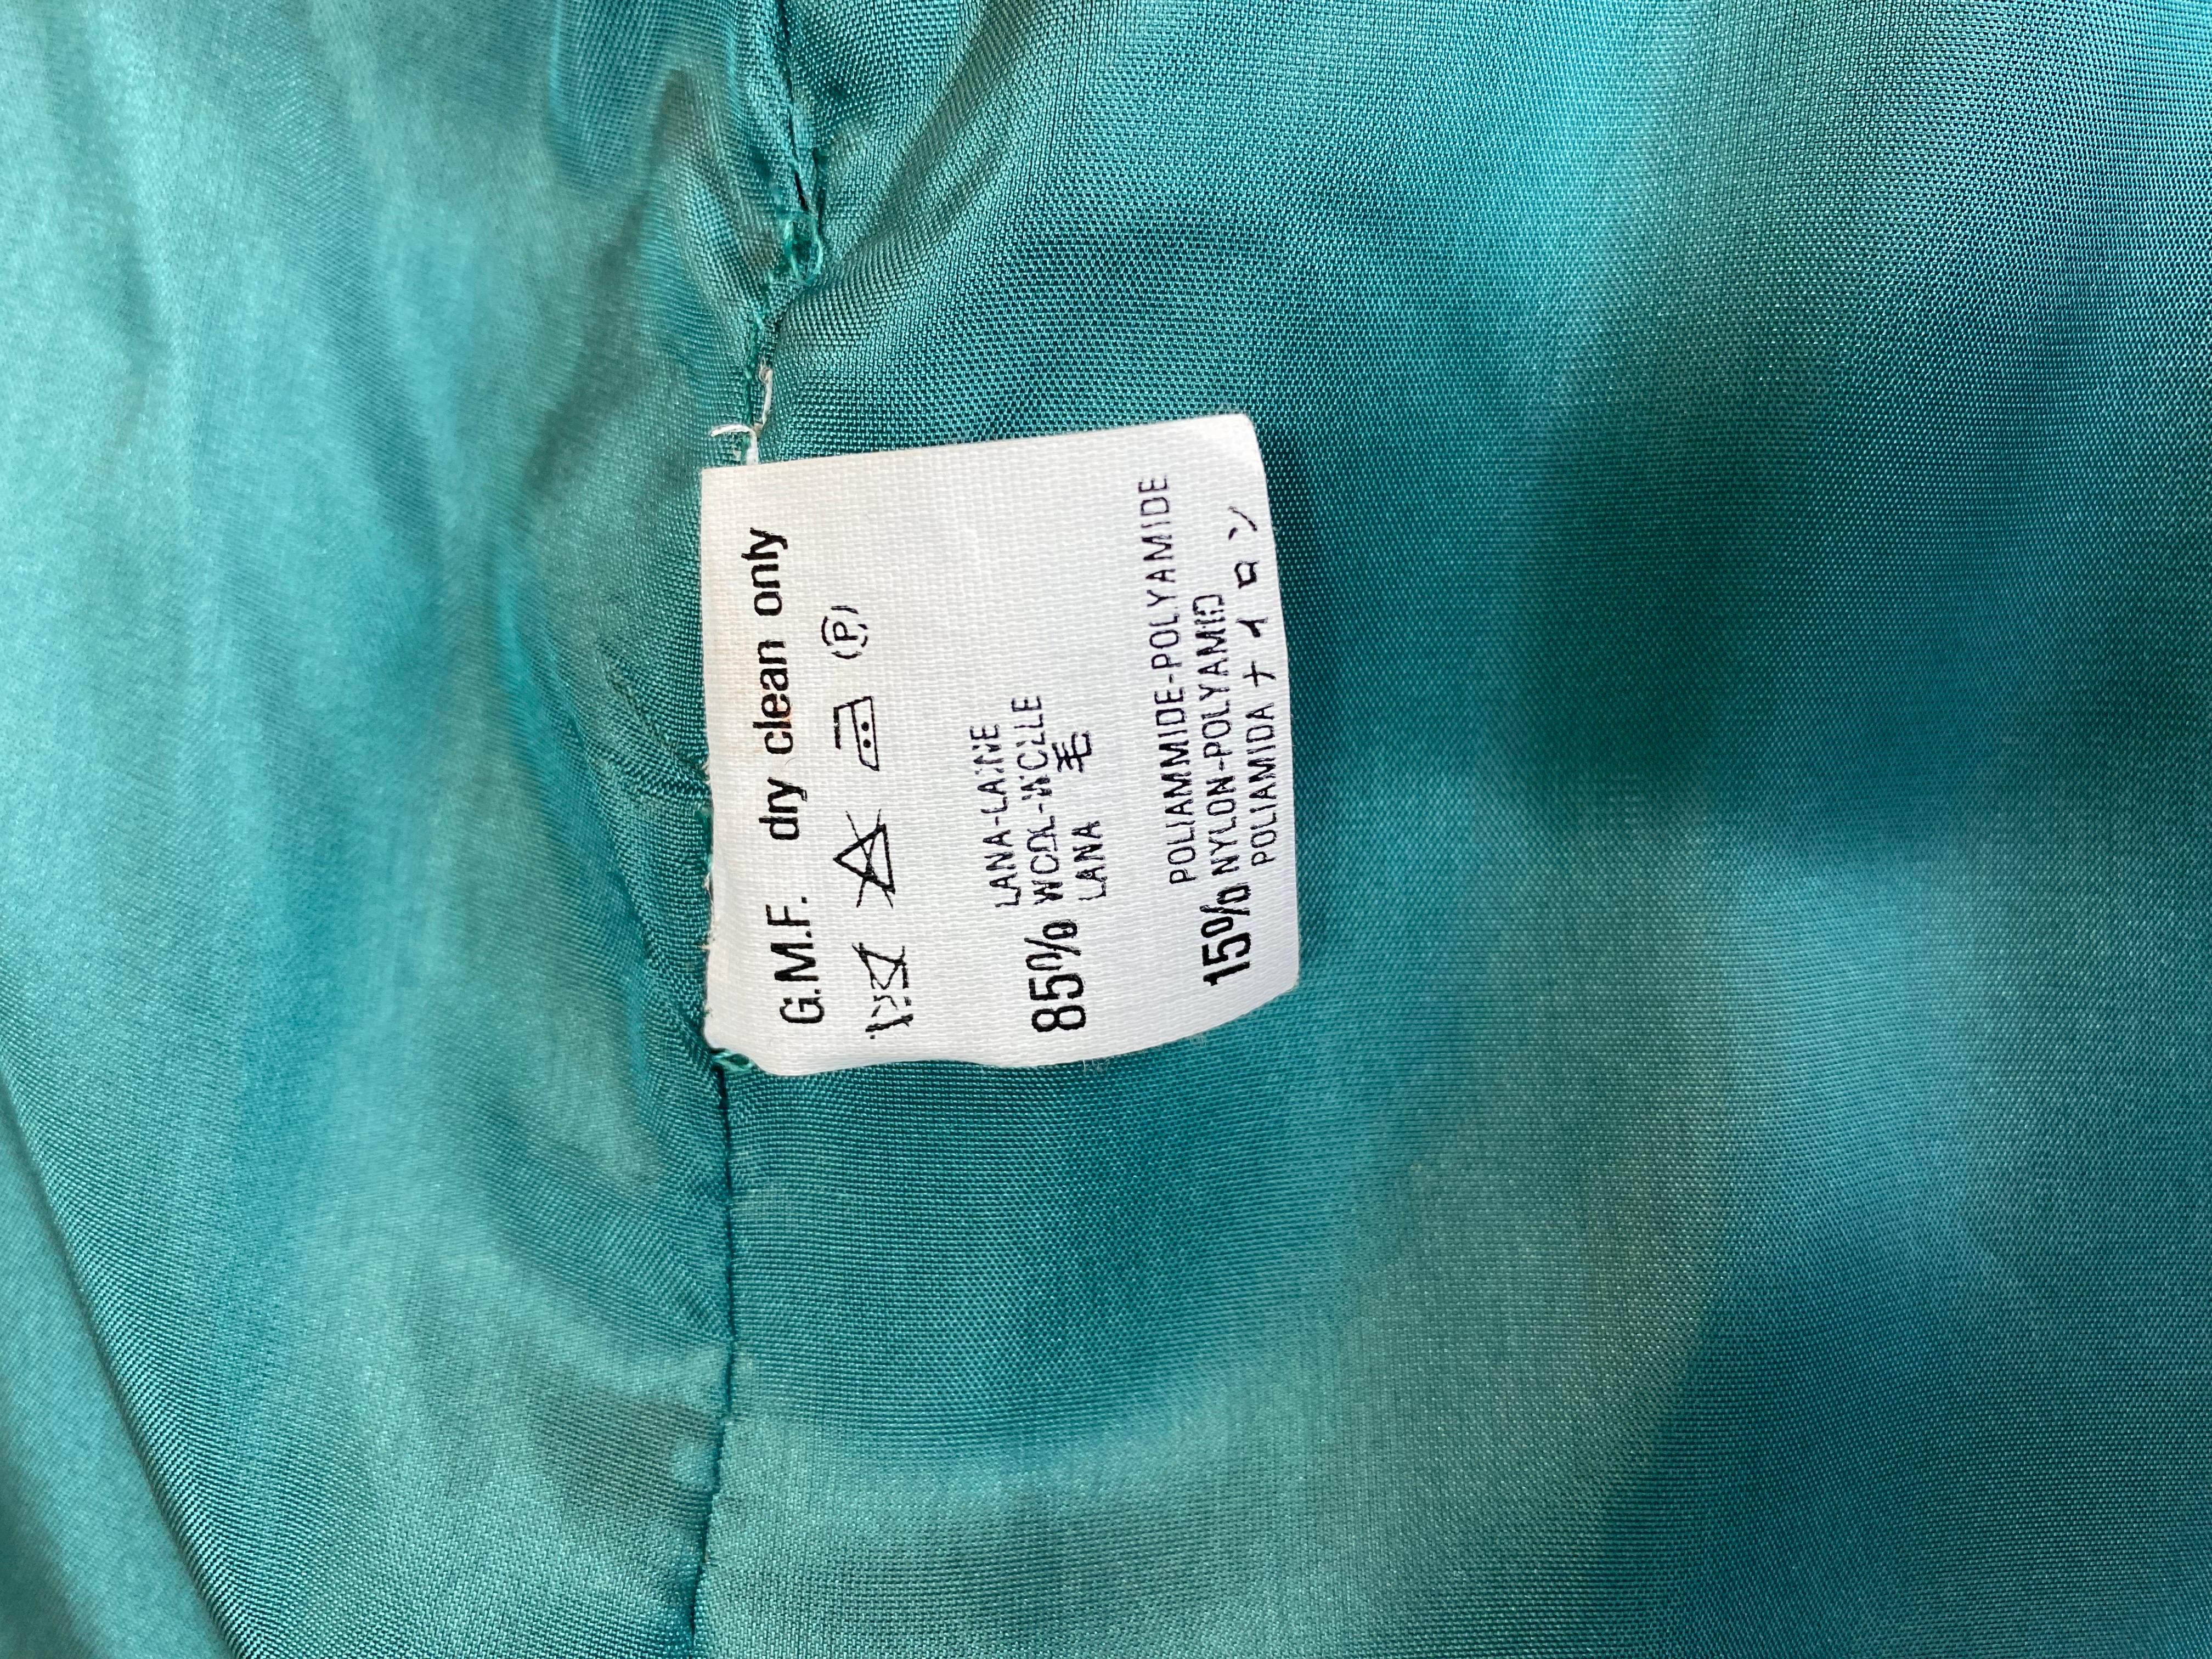 G.M.F. dry clean only
P
LANA-LAINE
85% WOOL-WOLLE
LANA 毛
POLIAMMIDE-POLYAMIDE
15% NYLON-POLYAMID
POLIAMIDA ナイロン